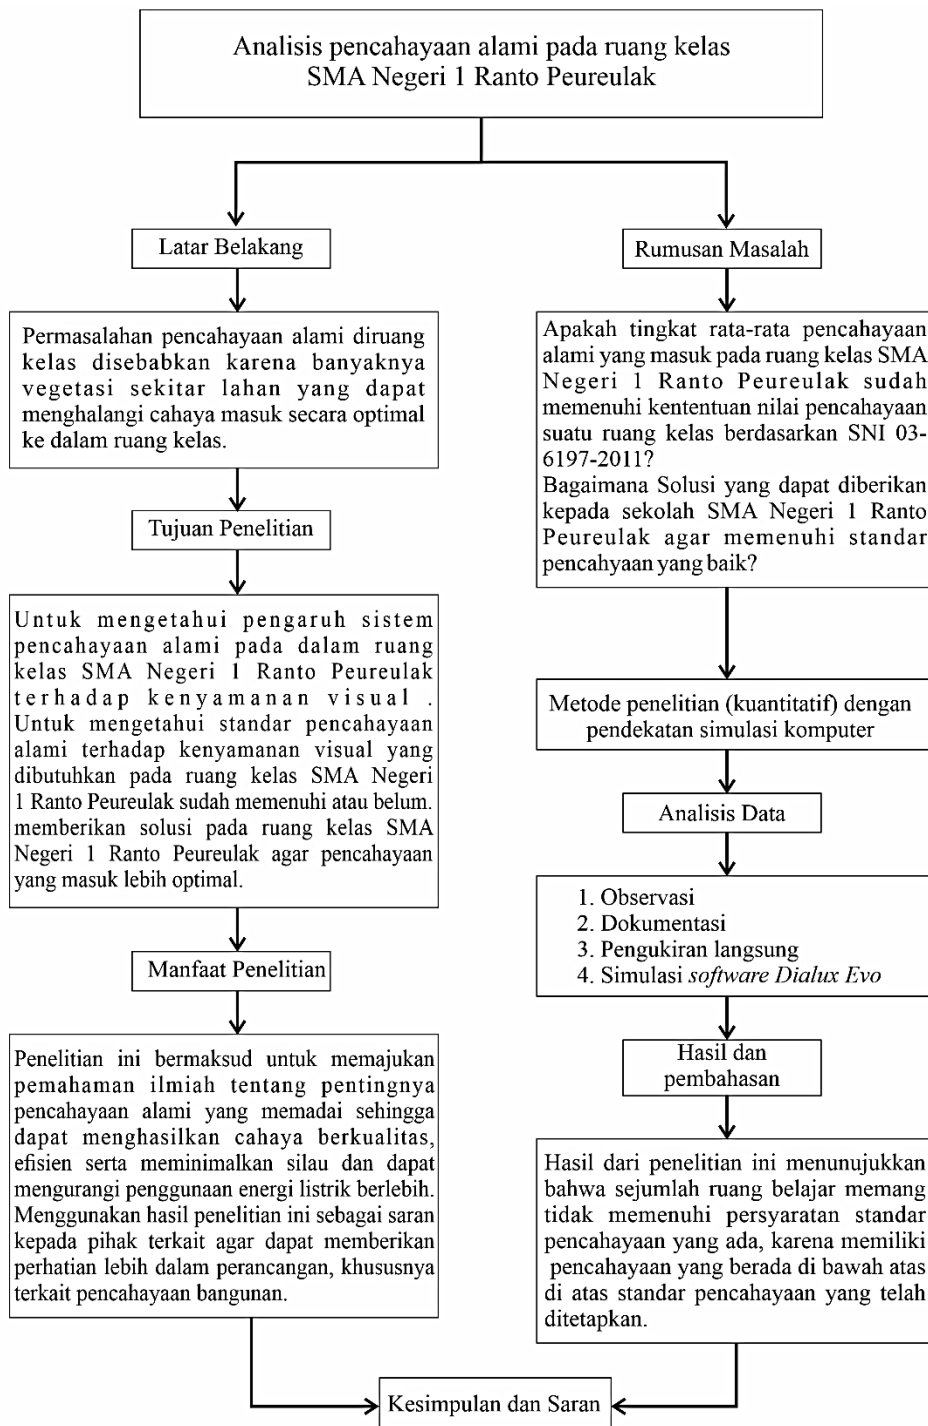 Analisis pencahayaan alami pada ruang kelas
SMA Negeri 1 Ranto Peureulak
Latar Belakang
Permasalahan pencahayaan alami diruang
kelas disebabkan karena banyaknya
vegetasi sekitar lahan yang dapat
menghalangi cahaya masuk secara optimal
ke dalam ruang kelas.
Tujuan Penelitian
Untuk mengetahui pengaruh sistem
pencahayaan alami pada dalam ruang
kelas SMA Negeri 1 Ranto Peureulak
terhadap kenyamanan visual .
Untuk mengetahui standar pencahayaan
alami terhadap kenyamanan visual yang
dibutuhkan pada ruang kelas SMA Negeri
1 Ranto Peureulak sudah memenuhi atau belum.
memberikan solusi pada ruang kelas SMA
Negeri 1 Ranto Peureulak agar pencahayaan
yang masuk lebih optimal.
Manfaat Penelitian
Penelitian ini bermaksud untuk memajukan
pemahaman ilmiah tentang pentingnya
pencahayaan alami yang memadai sehingga
dapat menghasilkan cahaya berkualitas,
efisien serta meminimalkan silau dan dapat
mengurangi penggunaan energi listrik berlebih.
Menggunakan hasil penelitian ini sebagai saran
kepada pihak terkait agar dapat memberikan
perhatian lebih dalam perancangan, khususnya
terkait pencahayaan bangunan.
Rumusan Masalah
Apakah tingkat rata-rata pencahayaan
alami yang masuk pada ruang kelas SMA
Negeri 1 Ranto Peureulak sudah
memenuhi kententuan nilai pencahayaan
suatu ruang kelas berdasarkan SNI 03-
6197-2011?
Bagaimana Solusi yang dapat diberikan
kepada sekolah SMA Negeri 1 Ranto
Peureulak agar memenuhi standar
pencahyaan yang baik?
Metode penelitian (kuantitatif) dengan
pendekatan simulasi komputer
Analisis Data
1. Observasi
2. Dokumentasi
3. Pengukiran langsung
4. Simulasi software Dialux Evo
Hasil dan
pembahasan
Hasil dari penelitian ini menunujukkan
bahwa sejumlah ruang belajar memang
tidak memenuhi persyaratan standar
pencahayaan yang ada, karena memiliki
pencahayaan yang berada di bawah atas
di atas standar pencahayaan yang telah
ditetapkan.
Kesimpulan dan Saran